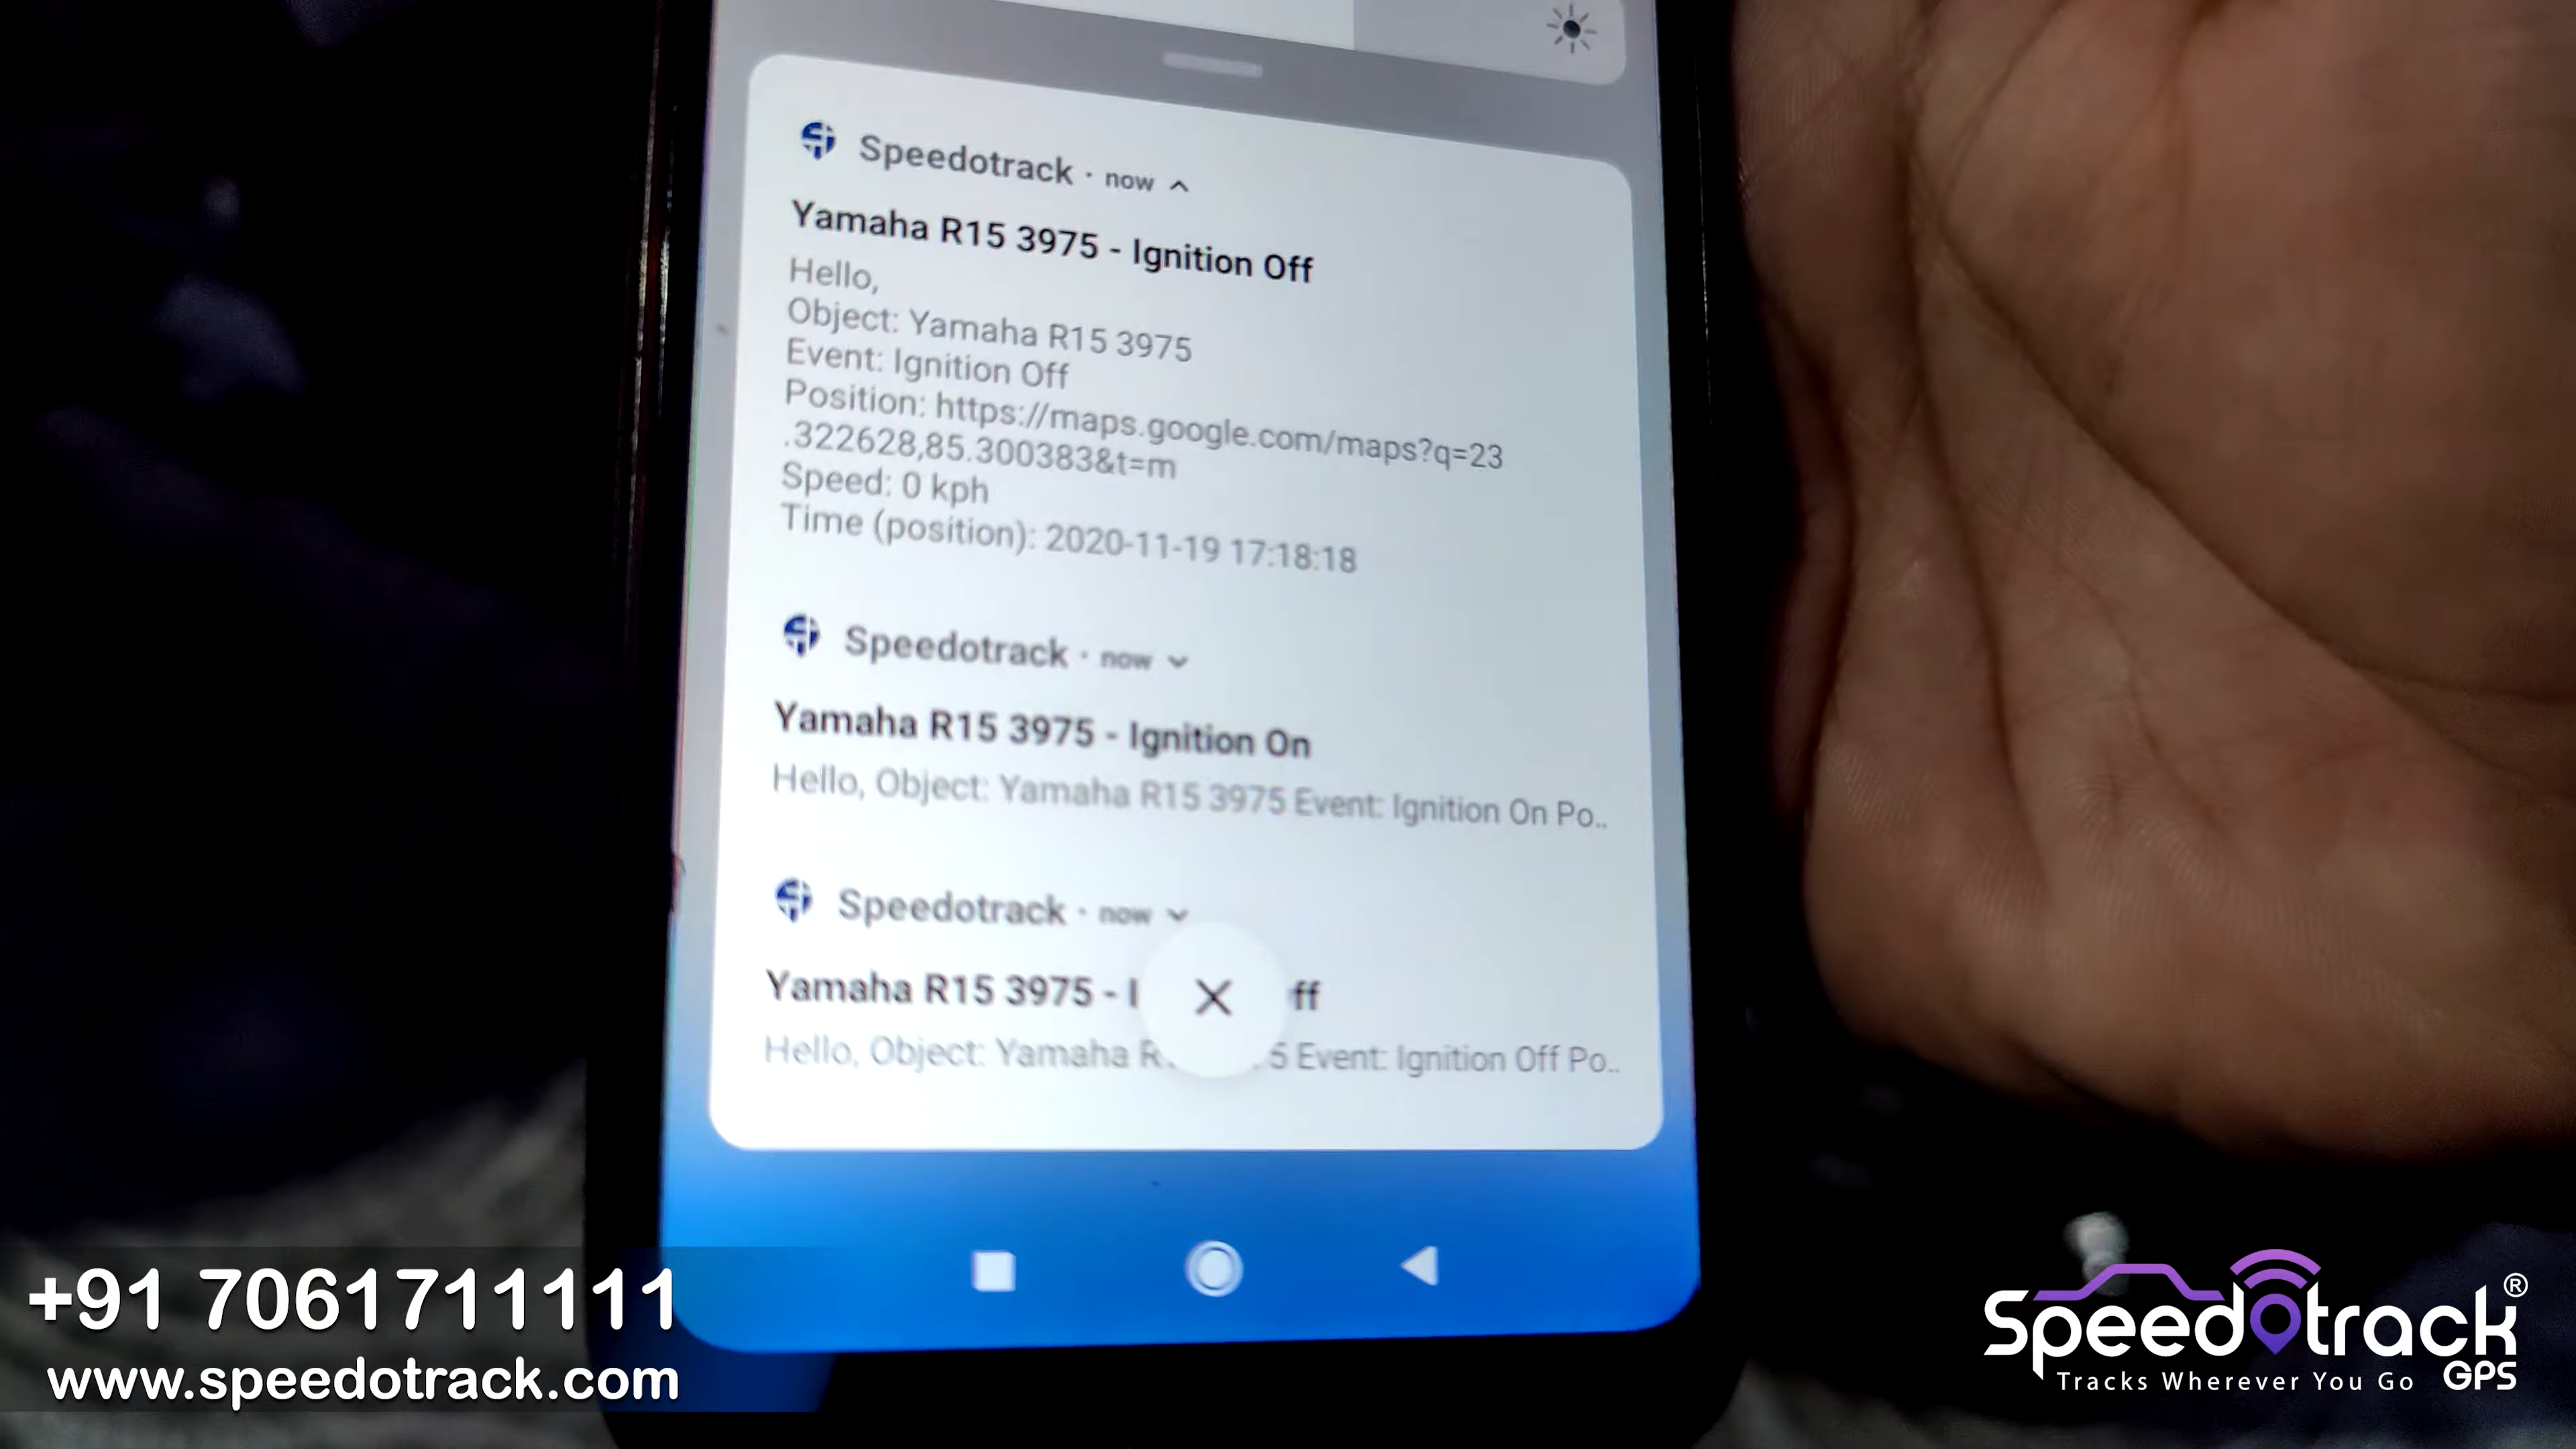 Speedotrack · now
Yamaha R15 3975 - Ignition Off
Hello,
Object: Yamaha R15 3975
Event: Ignition Off
Position: https://maps.google.com/maps?q=23
.322628,85.300383&t=m
Speed: 0 kph
Time (position): 2020-11-19 17:18:18
Speedotrack · now
Yamaha R15 3975 - Ignition On
Hello, Object: Yamaha R15 3975 Event: Ignition On Po..
Speedotrack · now
Yamaha R15 3975 - I ff
Hello, Object: Yamaha R 5 Event: Ignition Off Po..
+91 7061711111
www.speedotrack.com
Speedotrack®
GPS
Tracks Wherever You Go